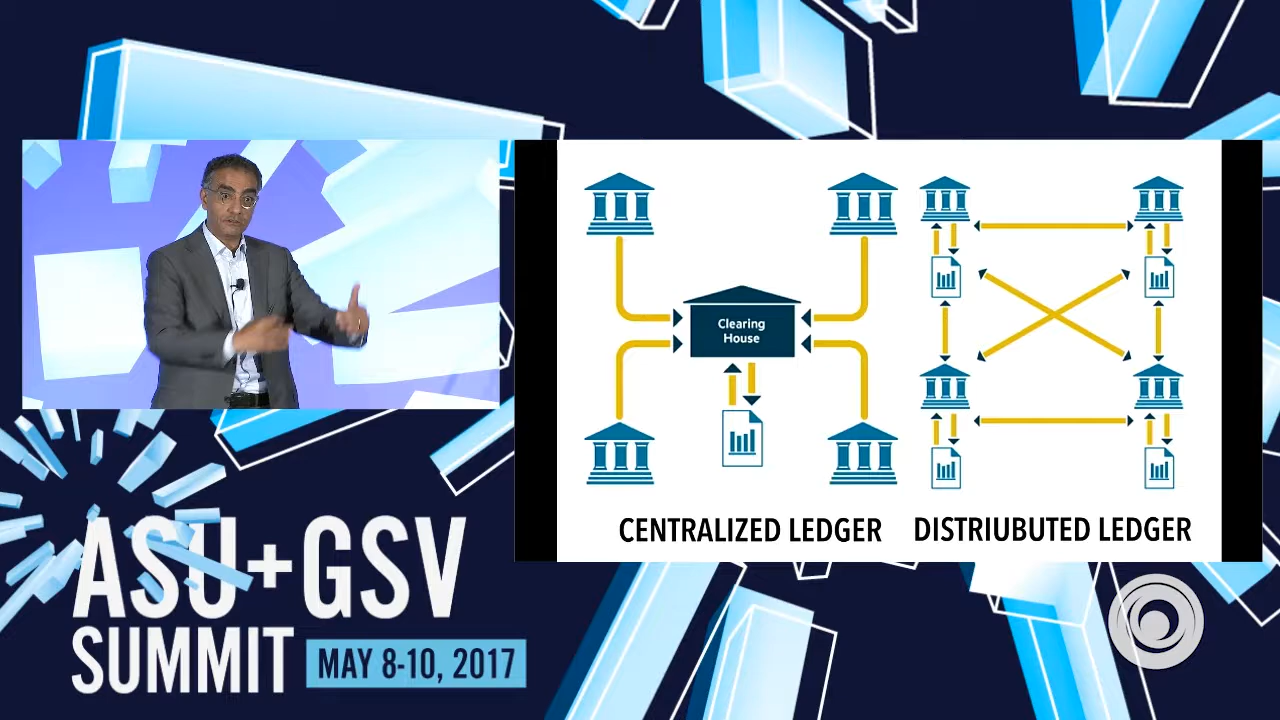 Clearing
House
CENTRALIZED LEDGER
DISTRIUBUTED LEDGER
ASU+GSV
SUMMIT
MAY 8-10, 2017